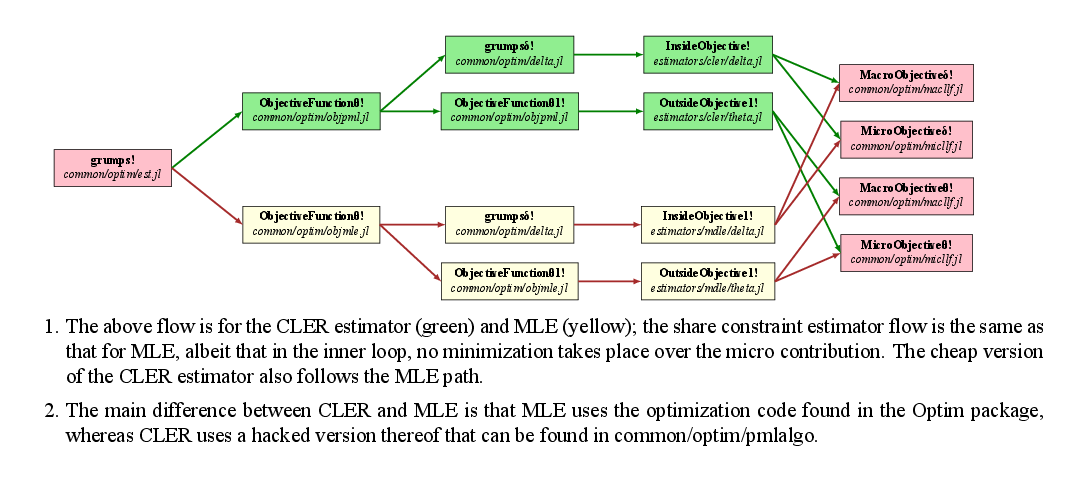 grumpsδ!
common/optim/delta.jl
InsideObjective!
estimators/cler/delta.jl
MacroObjectiveδ!
common/optim/macllf.jl
ObjectiveFunctionθ!
common/optim/objpml.jl
ObjectiveFunctionθ1!
common/optim/objpml.jl
OutsideObjective1!
estimators/cler/theta.jl
MicroObjectiveδ!
common/optim/micllf.jl
grumps!
common/optim/est.jl
MacroObjectiveθ!
common/optim/macllf.jl
ObjectiveFunctionθ!
common/optim/objmle.jl
grumpsδ!
common/optim/delta.jl
InsideObjective1!
estimators/mdle/delta.jl
MicroObjectiveθ!
common/optim/micllf.jl
ObjectiveFunctionθ1!
common/optim/objmle.jl
OutsideObjective1!
estimators/mdle/theta.jl
1. The above flow is for the CLER estimator (green) and MLE (yellow); the share constraint estimator flow is the same as
that for MLE, albeit that in the inner loop, no minimization takes place over the micro contribution. The cheap version
of the CLER estimator also follows the MLE path.
2. The main difference between CLER and MLE is that MLE uses the optimization code found in the Optim package,
whereas CLER uses a hacked version thereof that can be found in common/optim/pmlalgo.